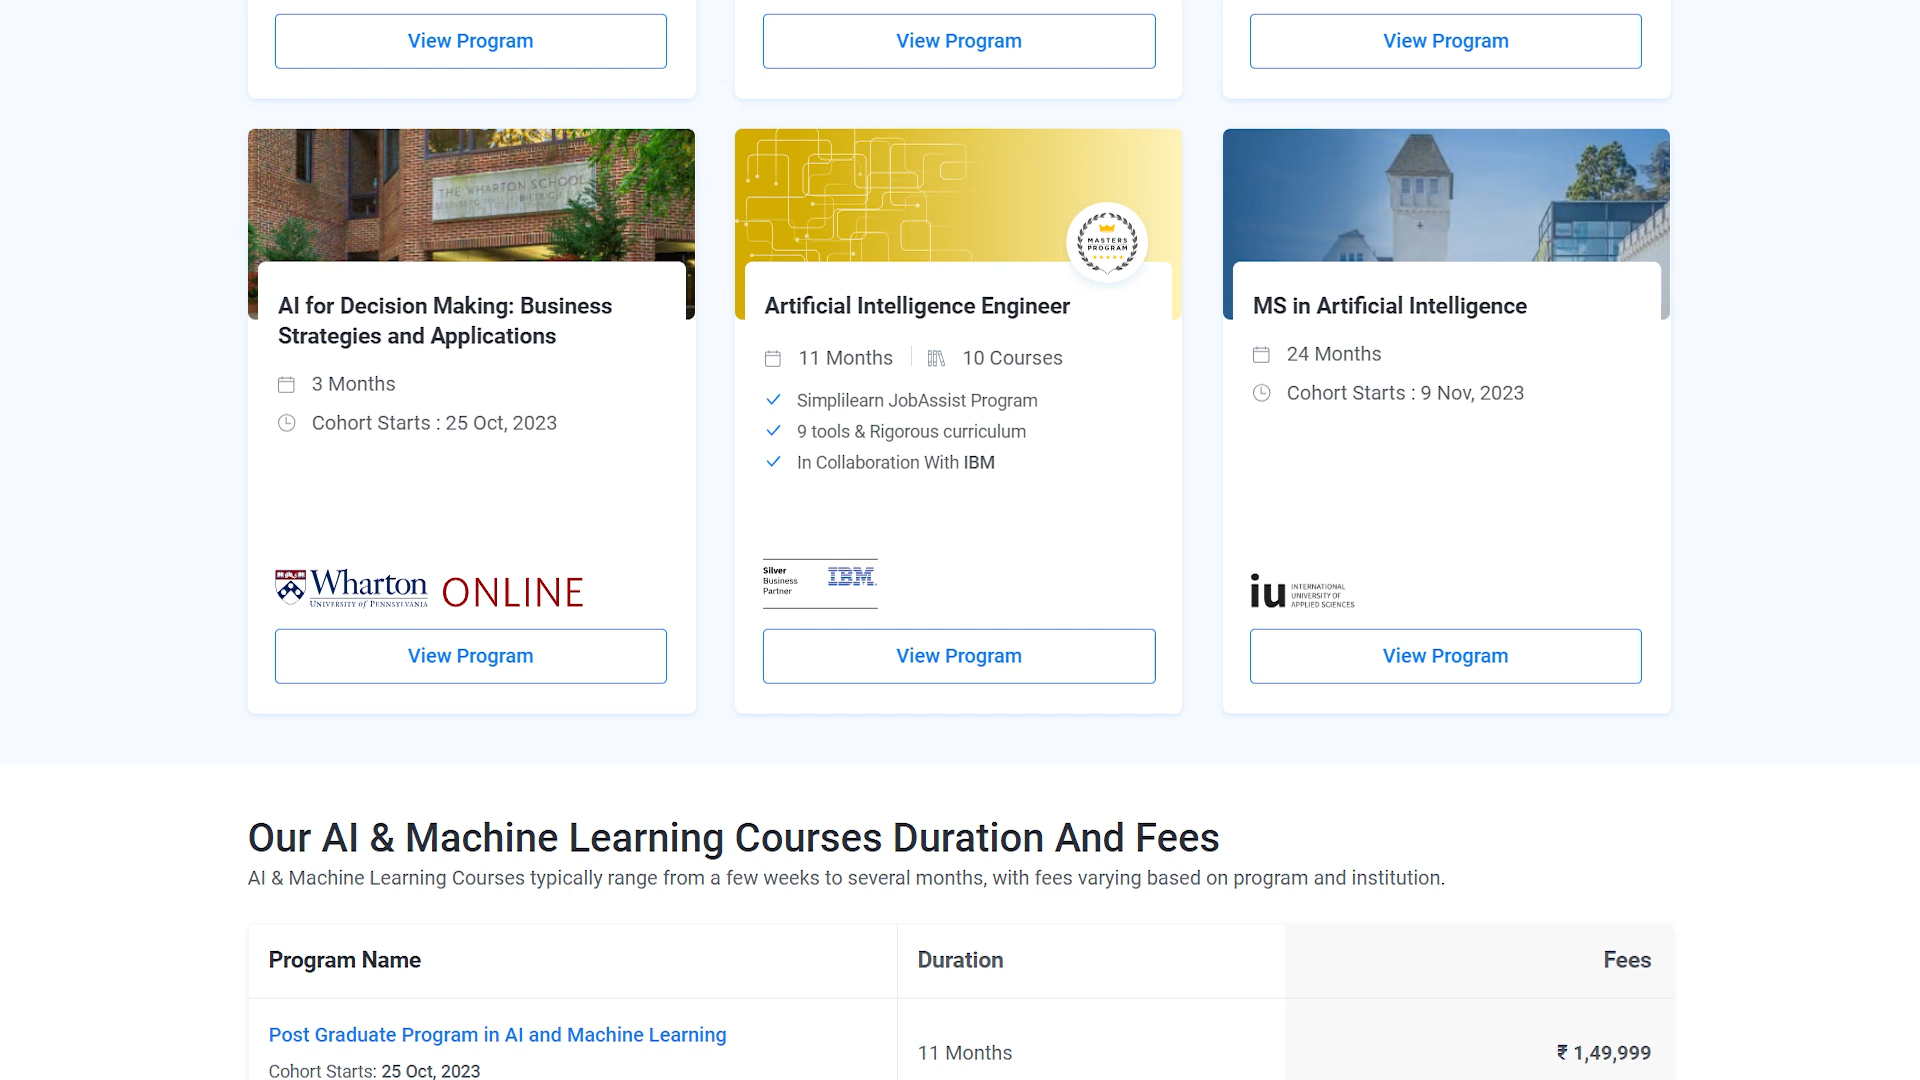 View Program
View Program
View Program
THE WHARTON SCHOOL
MASTERS
PROGRAM
AI for Decision Making: Business
Strategies and Applications
3 Months
Cohort Starts : 25 Oct, 2023
Wharton ONLINE
UNIVERSITY of PENNSYLVANIA
View Program
Artificial Intelligence Engineer
11 Months
10 Courses
Simplilearn JobAssist Program
9 tools & Rigorous curriculum
In Collaboration With IBM
Silver
Business
Partner
IBM
View Program
MS in Artificial Intelligence
24 Months
Cohort Starts : 9 Nov, 2023
iu
INTERNATIONAL
UNIVERSITY OF
APPLIED SCIENCES
View Program
Our AI & Machine Learning Courses Duration And Fees
AI & Machine Learning Courses typically range from a few weeks to several months, with fees varying based on program and institution.
Program Name
Duration
Fees
Post Graduate Program in AI and Machine Learning
Cohort Starts: 25 Oct, 2023
11 Months
₹ 1,49,999